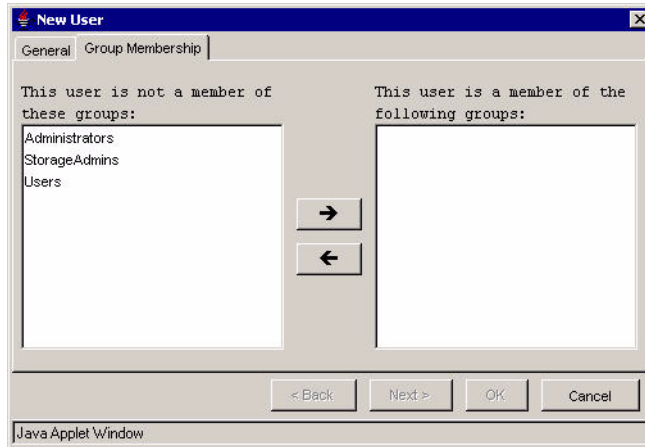 New User
General
Group Membership
This user is not a member of
these groups:
Administrators
StorageAdmins
Users
This user is a member of the
following groups:
< Back
Next >
OK
Cancel
Java Applet Window